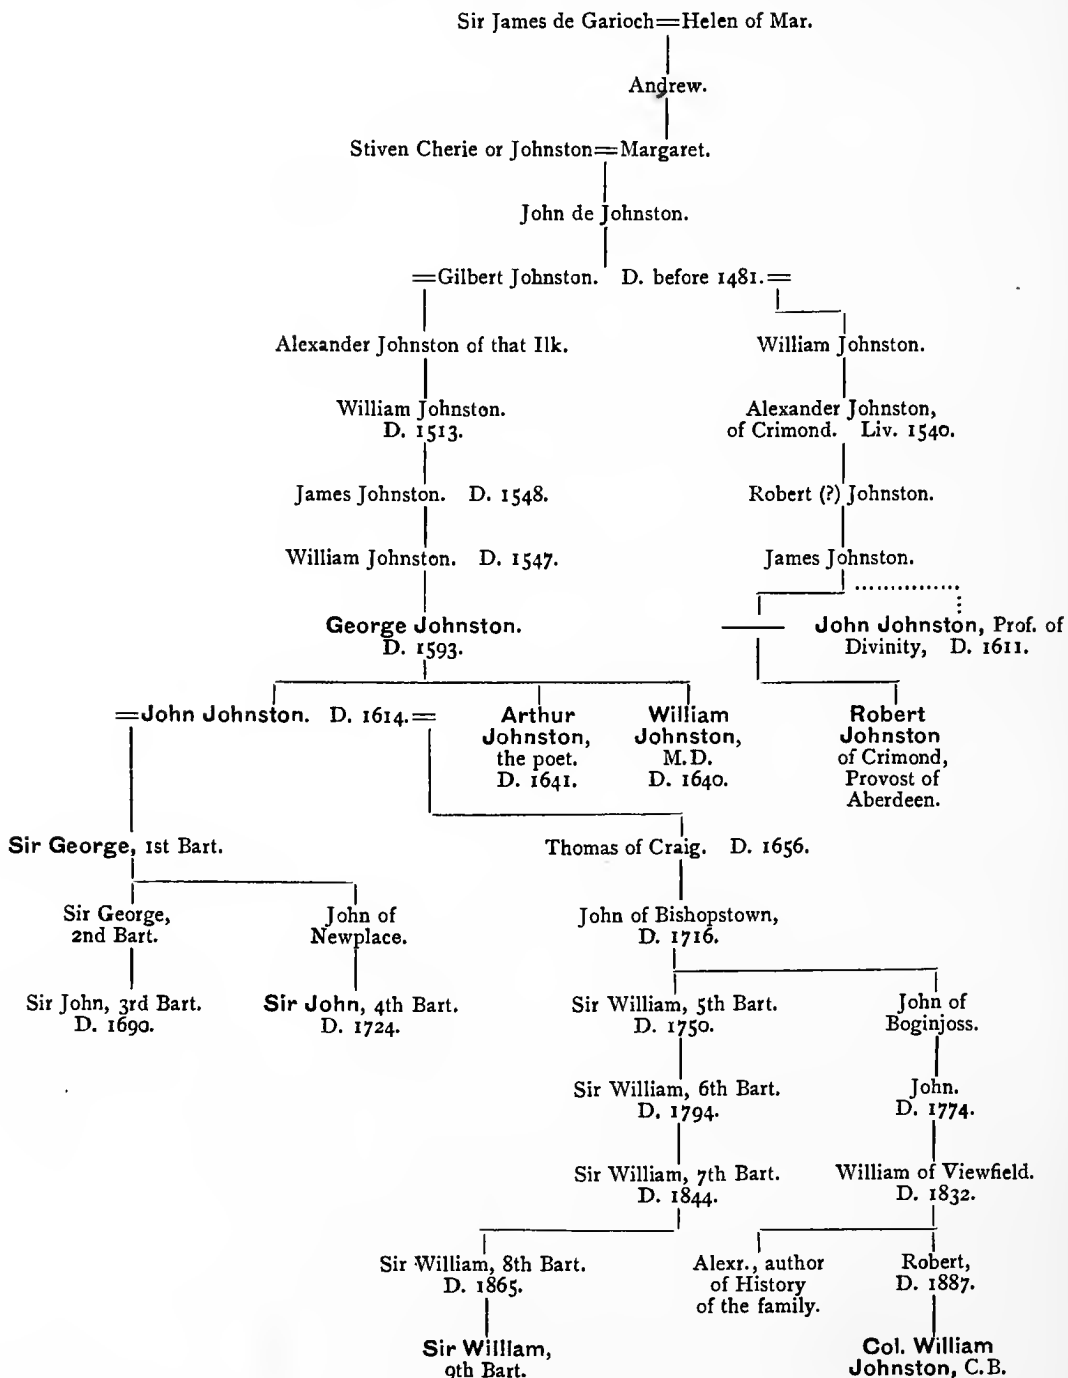 Sir James de Garioch=Helen of Mar.
Andrew.
Stiven Cherie or Johnston=Margaret.
John de Johnston.
=Gilbert Johnston. D. before 1481.=
Alexander Johnston of that Ilk.
William Johnston.
William Johnston.
D. 1513.
Alexander Johnston,
of Crimond. Liv. 1540.
James Johnston. D. 1548.
Robert (?) Johnston.
William Johnston. D. 1547.
James Johnston.
George Johnston.
D. 1593.
John Johnston, Prof. of
Divinity, D. 1611.
=John Johnston. D. 1614.=
Arthur
Johnston,
the poet.
D. 1641.
William
Johnston,
M.D.
D. 1640.
Robert
Johnston
of Crimond,
Provost of
Aberdeen.
Sir George, 1st Bart.
Thomas of Craig. D. 1656.
Sir George,
2nd Bart.
John of
Newplace.
John of Bishopstown,
D. 1716.
Sir John, 3rd Bart.
D. 1690.
Sir John, 4th Bart.
D. 1724.
Sir William, 5th Bart.
D. 1750.
John of
Boginjoss.
Sir William, 6th Bart.
D. 1794.
John.
D. 1774.
Sir William, 7th Bart.
D. 1844.
William of Viewfield.
D. 1832.
Sir William, 8th Bart.
D. 1865.
Alexr., author
of History
of the family.
Robert,
D. 1887.
Sir William,
9th Bart.
Col. William
Johnston, C.B.